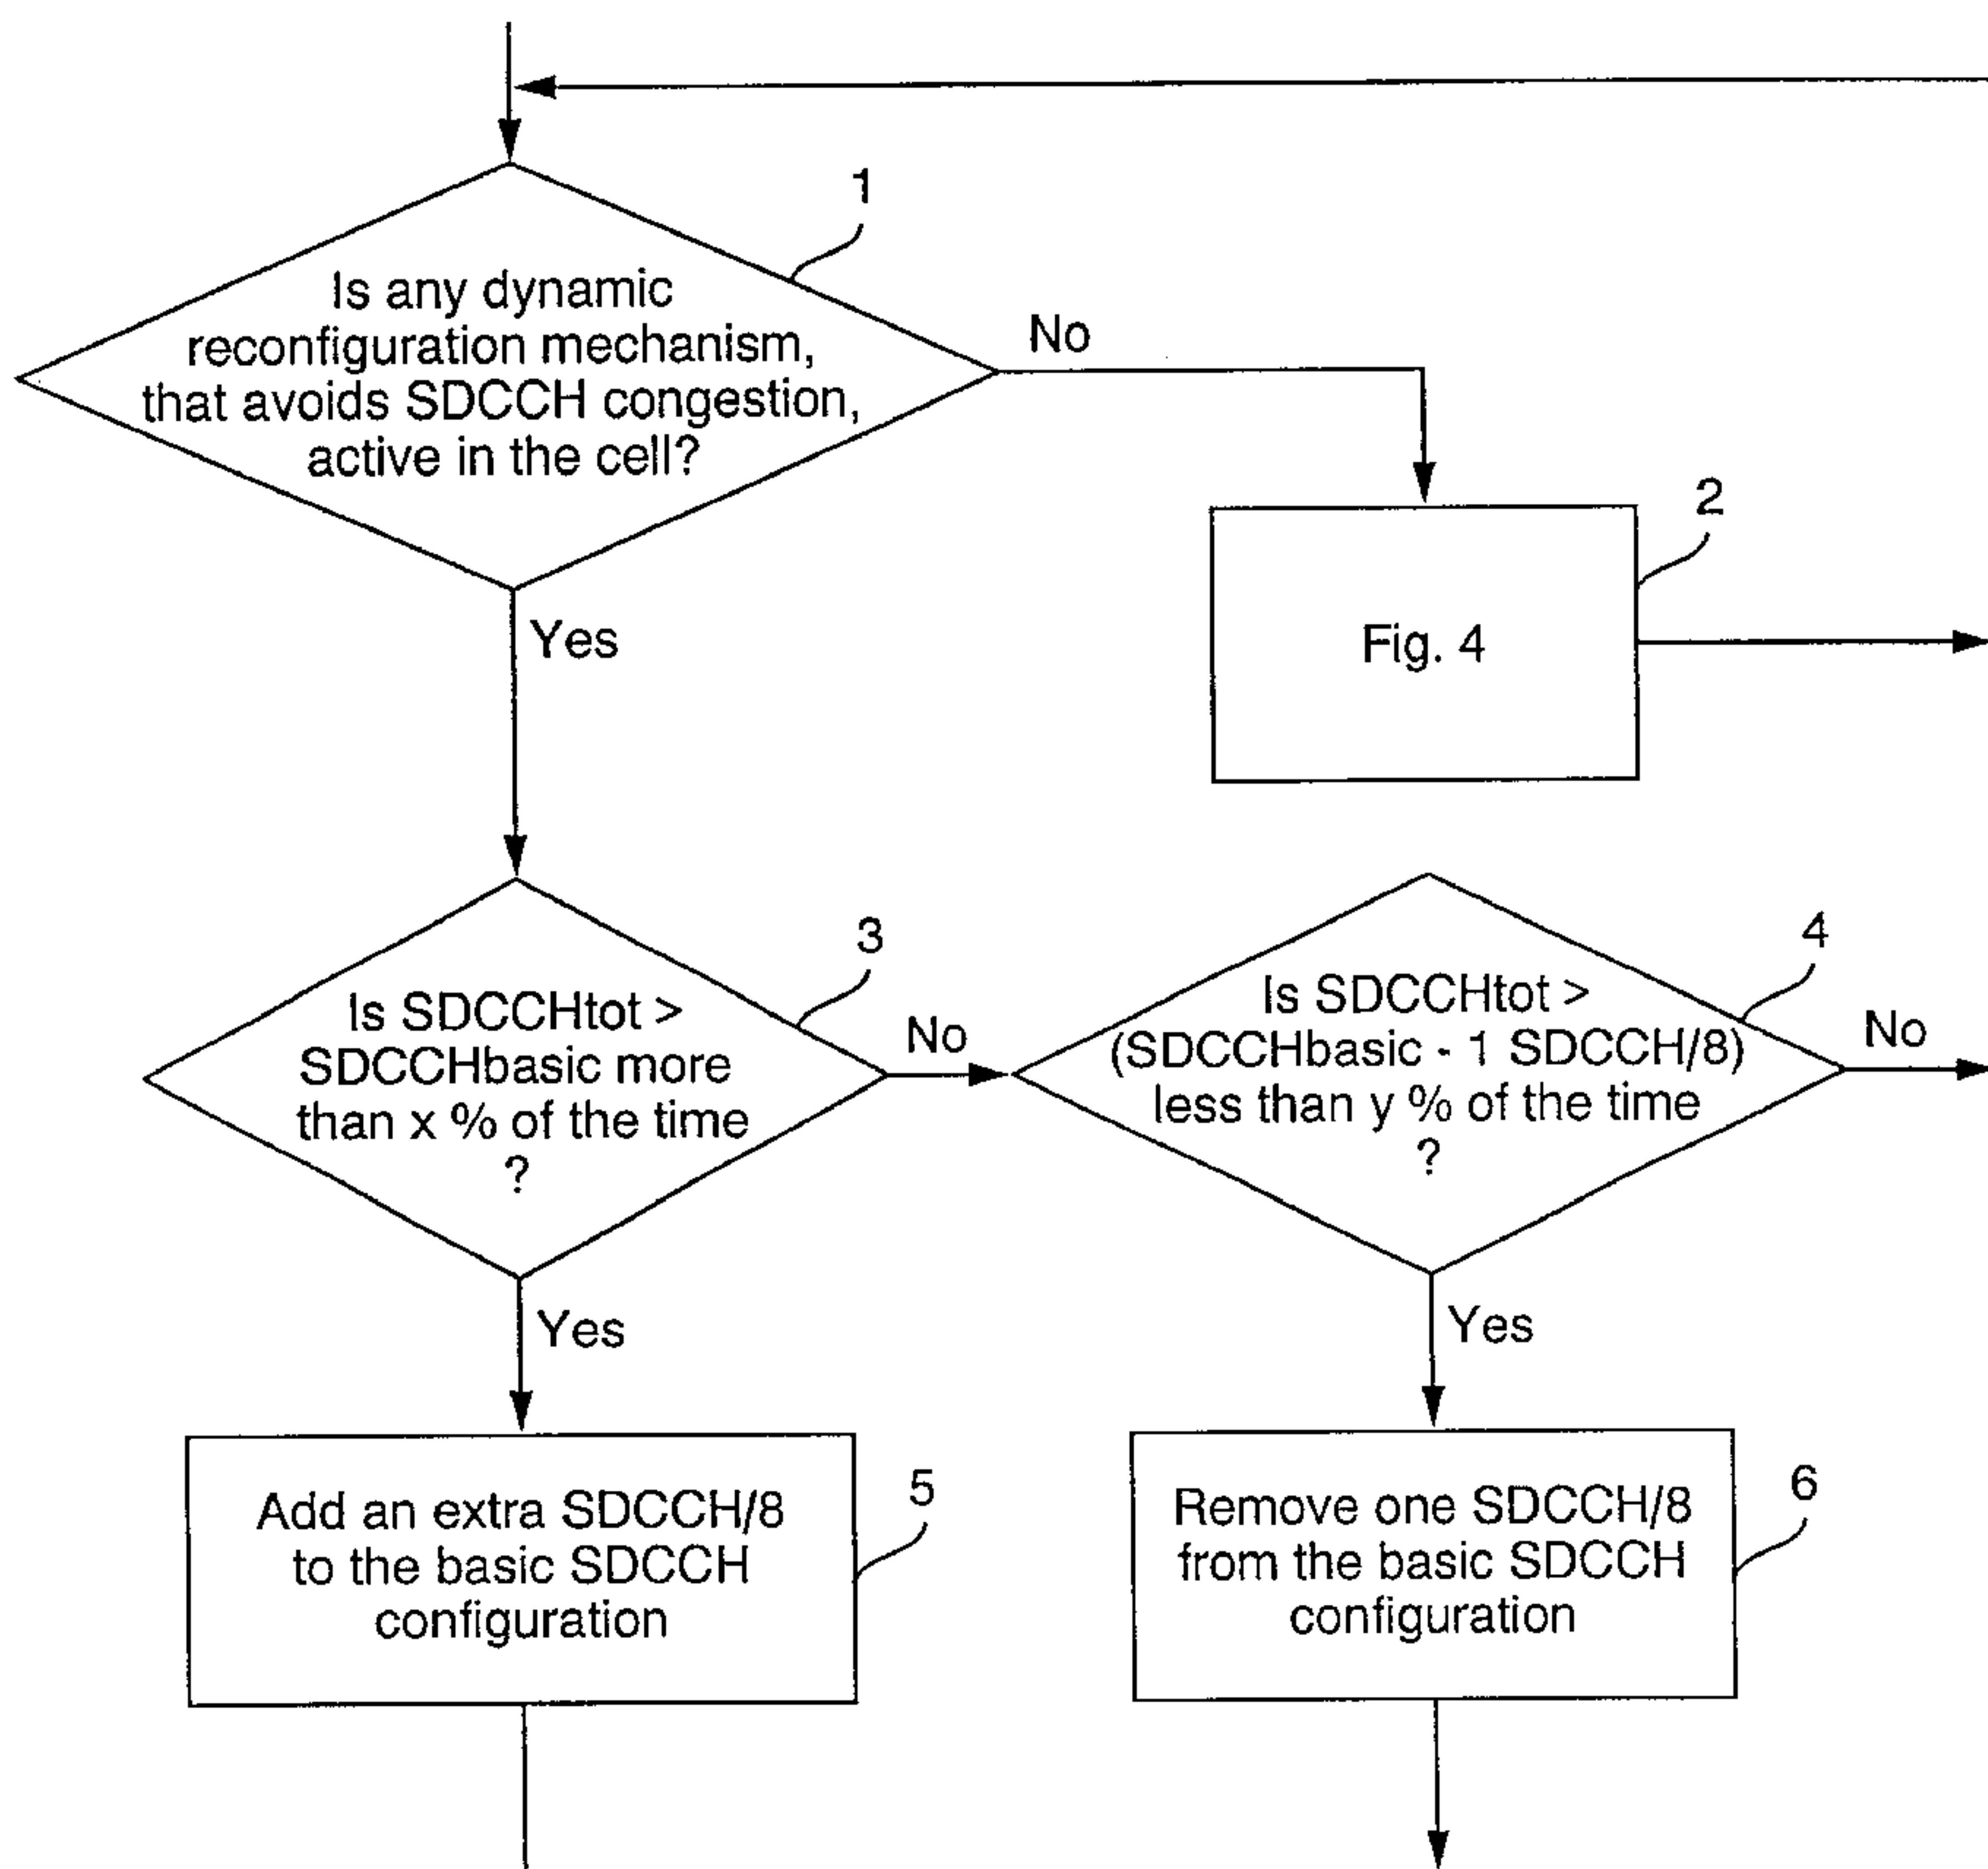 1
Is any dynamic
reconfiguration mechanism,
that avoids SDCCH congestion,
active in the cell?
No
2
Fig. 4
Yes
3
Is SDCCHtot >
SDCCHbasic more
than x % of the time
?
No
4
Is SDCCHtot >
(SDCCHbasic - 1 SDCCH/8)
less than y % of the time
?
No
Yes
Yes
5
Add an extra SDCCH/8
to the basic SDCCH
configuration
6
Remove one SDCCH/8
from the basic SDCCH
configuration